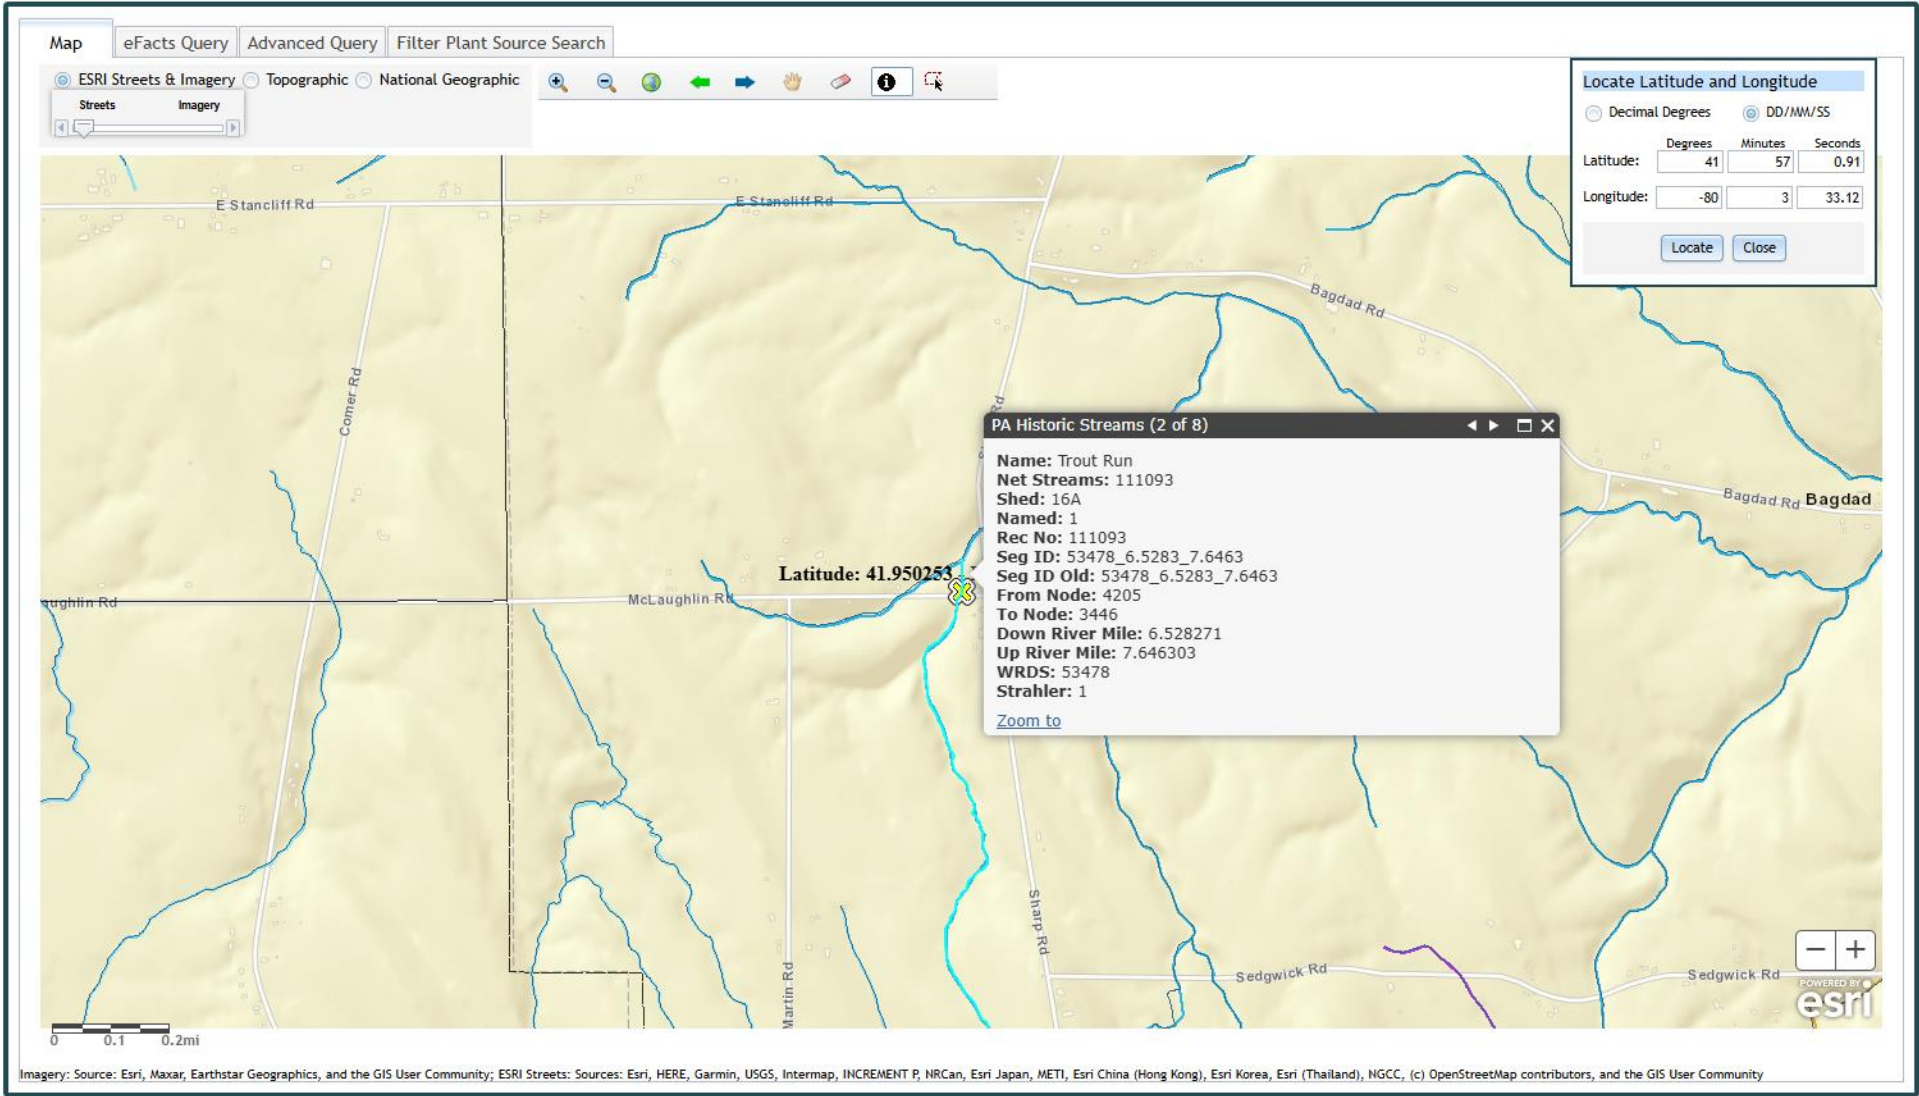 Map eFacts Query Advanced Query Filter Plant Source Search
ESRI Streets & Imagery Topographic National Geographic
Streets Imagery
Locate Latitude and Longitude
Decimal Degrees DD/MM/SS
Degrees Minutes Seconds
Latitude: 41 57 0.91
Longitude: -80 3 33.12
Locate Close
E Stancliff Rd
E Stancliff Rd
Bagdad Rd
Comer Rd
Rd
Bagdad Rd Bagdad
Latitude: 41.950253
ughlin Rd
McLaughlin Rd
PA Historic Streams (2 of 8)
Name: Trout Run
Net Streams: 111093
Shed: 16A
Named: 1
Rec No: 111093
Seg ID: 53478_6.5283_7.6463
Seg ID Old: 53478_6.5283_7.6463
From Node: 4205
To Node: 3446
Down River Mile: 6.528271
Up River Mile: 7.646303
WRDS: 53478
Strahler: 1
Zoom to
Sharp Rd
Martin Rd
Sedgwick Rd
Sedgwick Rd
POWERED BY
esri
0 0.1 0.2mi
Imagery: Source: Esri, Maxar, Earthstar Geographics, and the GIS User Community; ESRI Streets: Sources: Esri, HERE, Garmin, USGS, Intermap, INCREMENT P, NRCan, Esri Japan, METI, Esri China (Hong Kong), Esri Korea, Esri (Thailand), NGCC, (c) OpenStreetMap contributors, and the GIS User Community